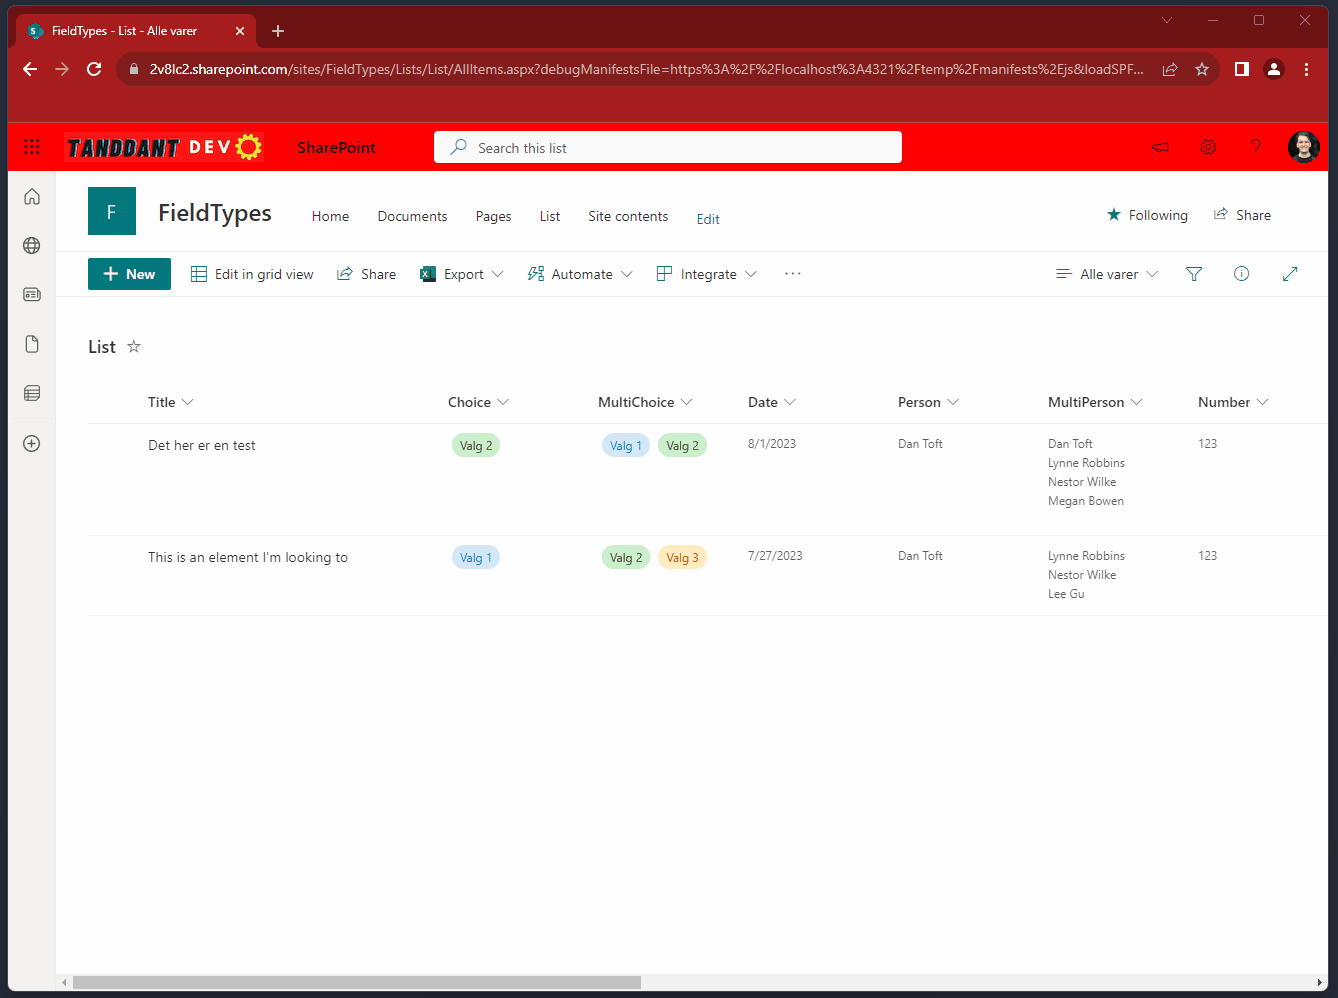 FieldTypes - List - Alle varer
2v8lc2.sharepoint.com/sites/FieldTypes/Lists/List/AllItems.aspx?debugManifestsFile=https%3A%2F%2Flocalhost%3A4321%2Ftemp%2Fmanifests%2Ejs&loadSPF...
TANDDANT DEV SharePoint Search this list
F FieldTypes Home Documents Pages List Site contents Edit Following Share
New Edit in grid view Share Export Automate Integrate ... Alle varer
List
Title Choice MultiChoice Date Person MultiPerson Number
Det her er en test Valg 2 Valg 1 Valg 2 8/1/2023 Dan Toft Dan Toft 123
Lynne Robbins
Nestor Wilke
Megan Bowen
This is an element I'm looking to Valg 1 Valg 2 Valg 3 7/27/2023 Dan Toft Lynne Robbins 123
Nestor Wilke
Lee Gu